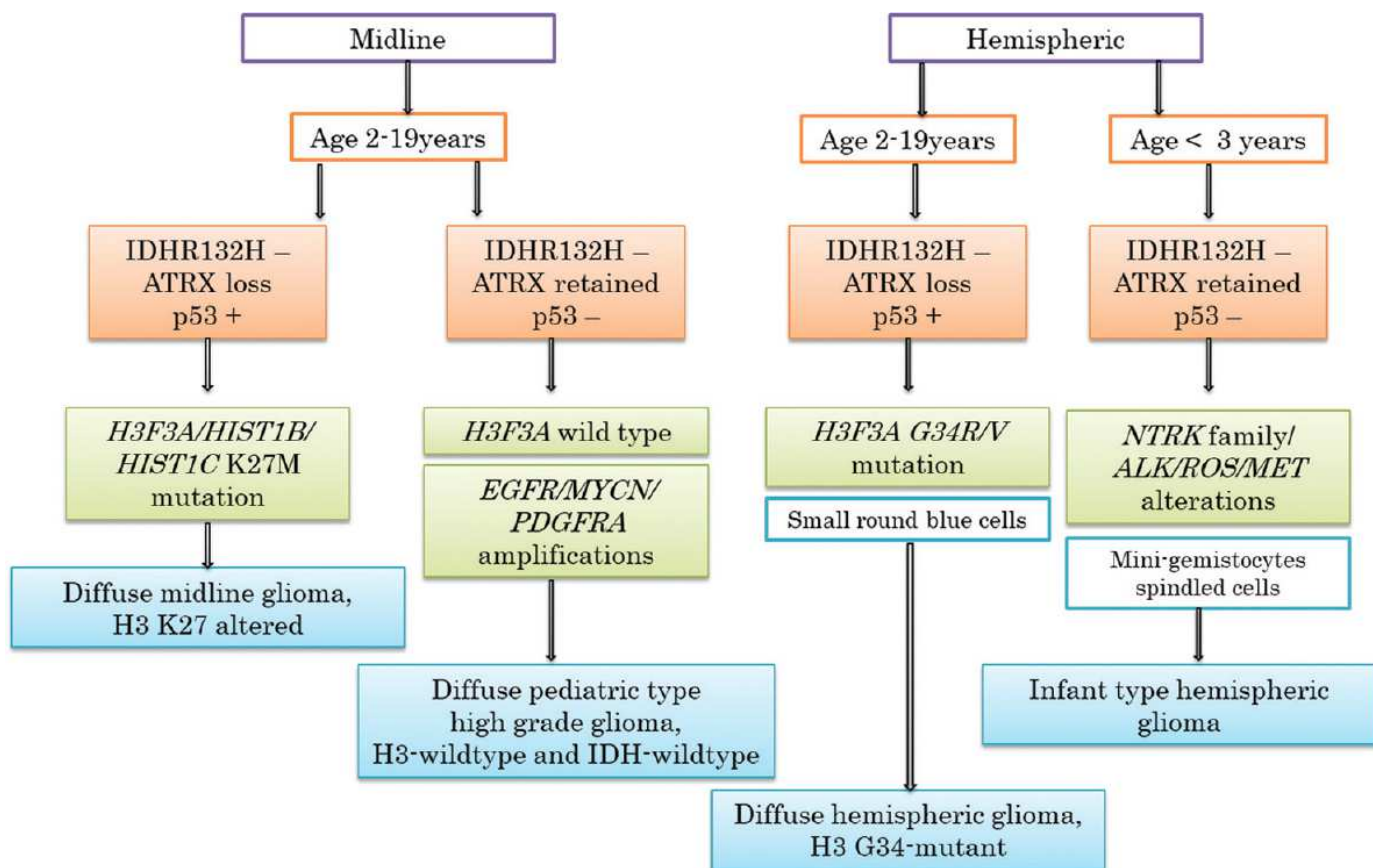 Midline
Age 2-19years
IDHR132H –
ATRX loss
p53 +
H3F3A/HIST1B/
HIST1C K27M
mutation
Diffuse midline glioma,
H3 K27 altered
IDHR132H –
ATRX retained
p53 –
H3F3A wild type
EGFR/MYCN/
PDGFRA
amplifications
Diffuse pediatric type
high grade glioma,
H3-wildtype and IDH-wildtype
Hemispheric
Age 2-19years
IDHR132H –
ATRX loss
p53 +
H3F3A G34R/V
mutation
Small round blue cells
Diffuse hemispheric glioma,
H3 G34-mutant
Age < 3 years
IDHR132H –
ATRX retained
p53 –
NTRK family/
ALK/ROS/MET
alterations
Mini-gemistocytes
spindled cells
Infant type hemispheric
glioma